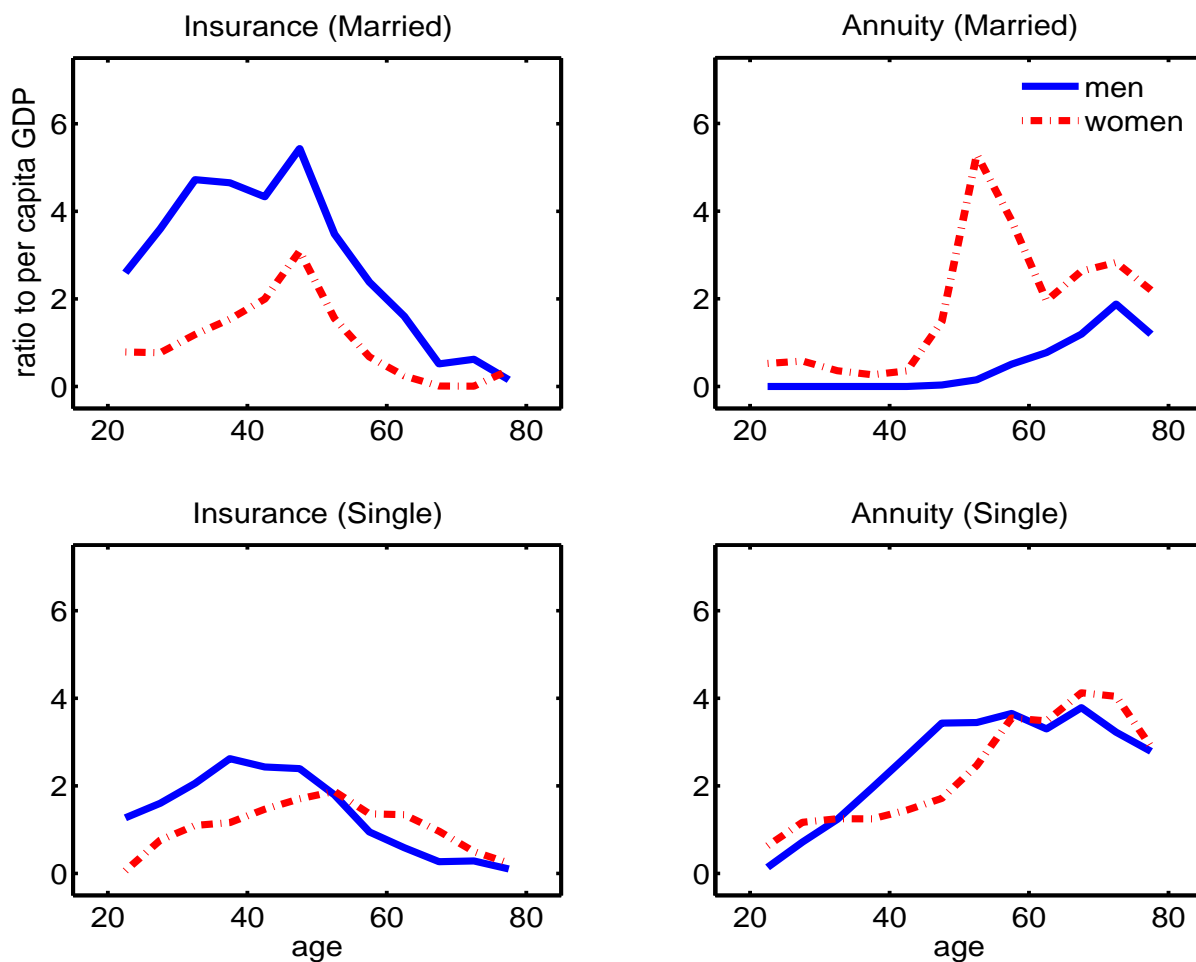 Insurance (Married)
ratio to per capita GDP
6
4
2
0
20 40 60 80
Annuity (Married)
men
women
6
4
2
0
20 40 60 80
Insurance (Single)
6
4
2
0
20 40 60 80
age
Annuity (Single)
6
4
2
0
20 40 60 80
age